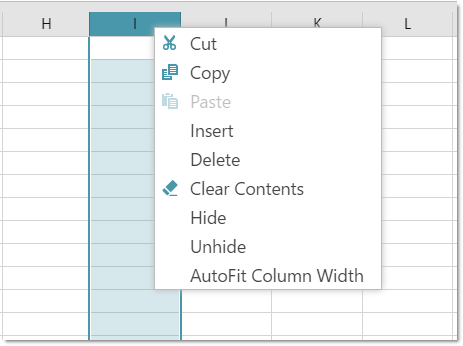 H I J K L
Cut
Copy
Paste
Insert
Delete
Clear Contents
Hide
Unhide
AutoFit Column Width